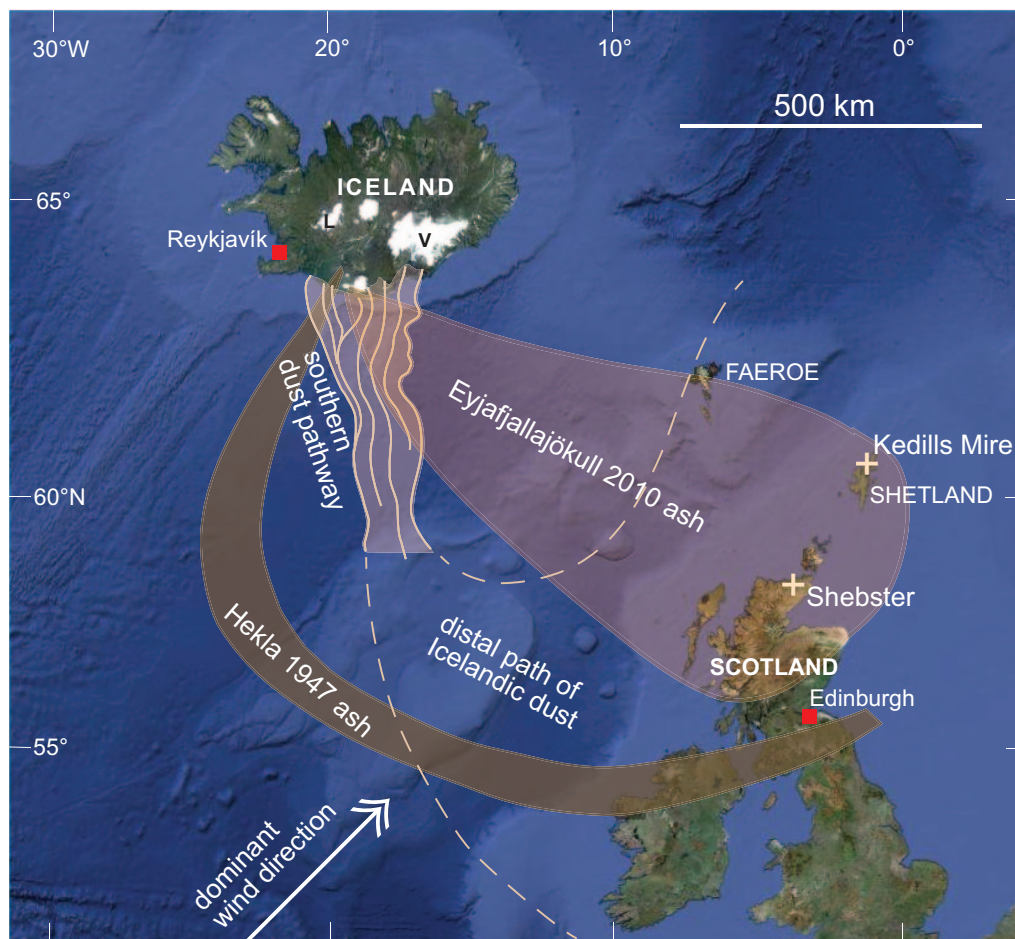 30°W
20°
10°
0°
500 km
65°
ICELAND
L
V
Reykjavík
southern
dust pathway
FAEROE
Eyjafjallajökull 2010 ash
Kedills Mire
SHETLAND
60°N
Shebster
distal path of
Icelandic dust
SCOTLAND
Hekla 1947 ash
Edinburgh
55°
dominant
wind direction